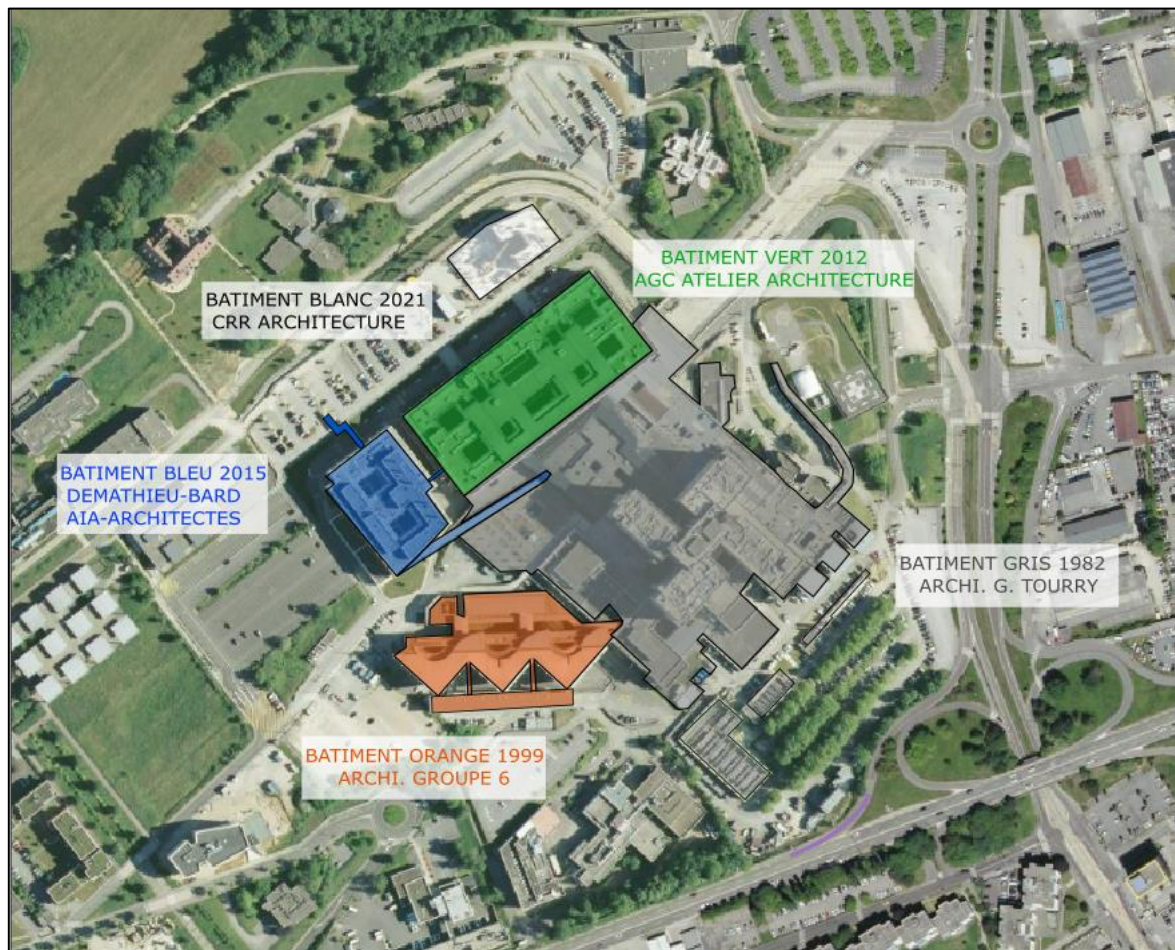 BATIMENT VERT 2012
AGC ATELIER ARCHITECTURE
BATIMENT BLANC 2021
CRR ARCHITECTURE
BATIMENT BLEU 2015
DEMATHIEU-BARD
AIA-ARCHITECTES
BATIMENT GRIS 1982
ARCHI. G. TOURRY
BATIMENT ORANGE 1999
ARCHI. GROUPE 6